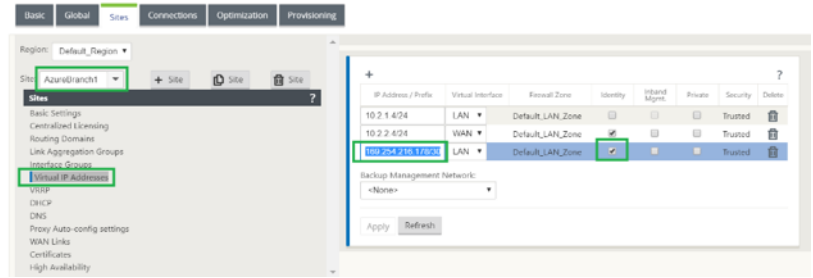 Basic Global Sites Connections Optimization Provisioning
Region: Default_Region
Site: AzureBranch1 + Site Site Site
Sites ?
Basic Settings
Centralized Licensing
Routing Domains
Link Aggregation Groups
Interface Groups
Virtual IP Addresses
VRRP
DHCP
DNS
Proxy Auto-config settings
WAN Links
Certificates
High Availability
+ ?
IP Address / Prefix Virtual Interface Firewall Zone Identity Inband Mgmt. Private Security Delete
10.2.1.4/24 LAN Default_LAN_Zone Trusted
10.2.2.4/24 WAN Default_LAN_Zone Trusted
169.254.216.178/30 LAN Default_LAN_Zone Trusted
Backup Management Network:
<None>
Apply Refresh